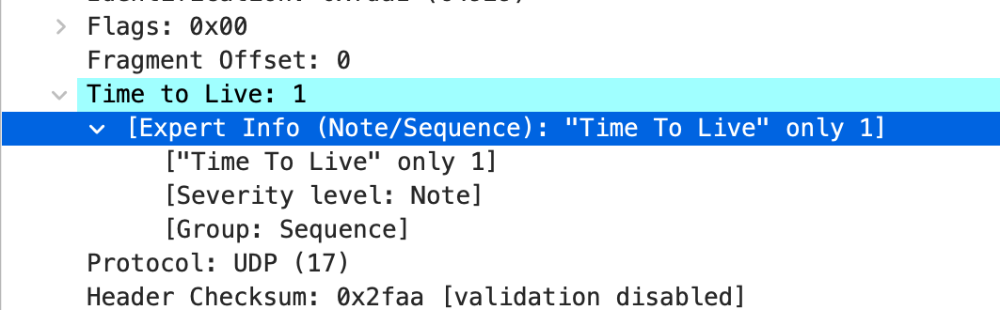 Flags: 0x00
Fragment Offset: 0
Time to Live: 1
[Expert Info (Note/Sequence): "Time To Live" only 1]
["Time To Live" only 1]
[Severity level: Note]
[Group: Sequence]
Protocol: UDP (17)
Header Checksum: 0x2faa [validation disabled]